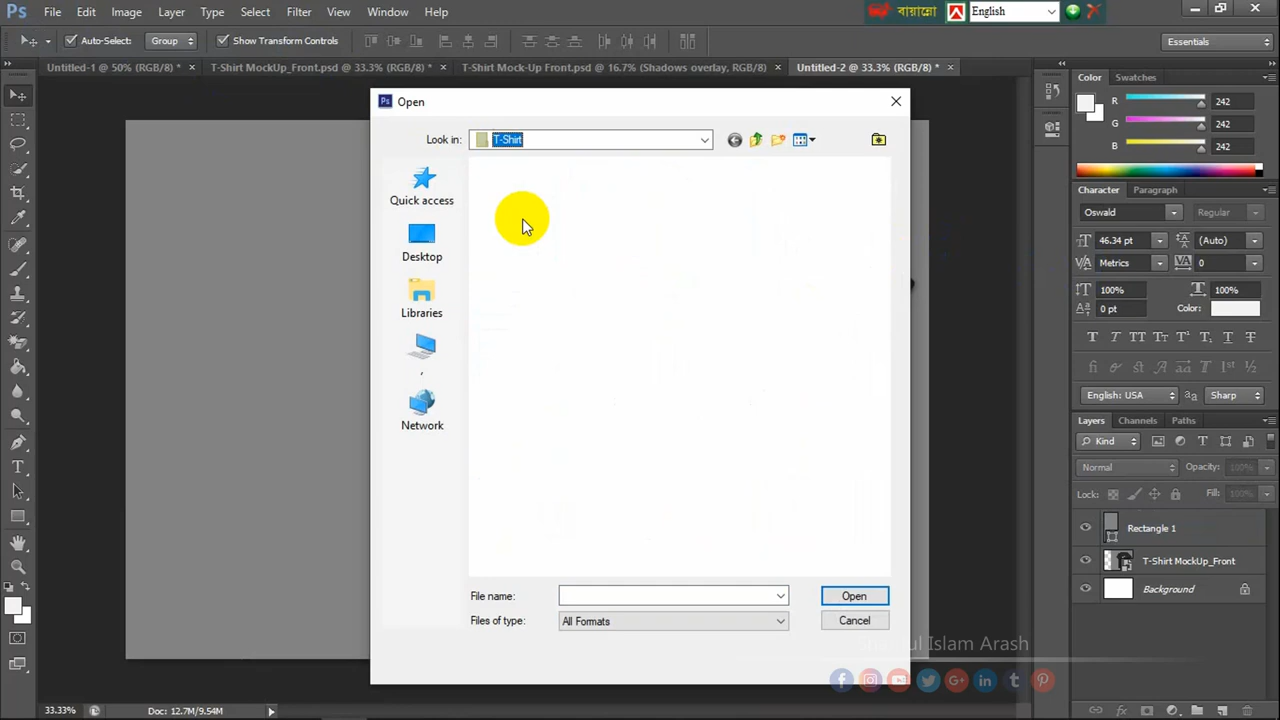 Ps File Edit Image Layer Type Select Filter View Window Help
বায়ান্নো English
Auto-Select: Group Show Transform Controls Essentials
Untitled-1 @ 50% (RGB/8) * × T-Shirt MockUp_Front.psd @ 33.3% (RGB/8) * × T-Shirt Mock-Up Front.psd @ 16.7% (Shadows overlay, RGB/8) × Untitled-2 @ 33.3% (RGB/8) * ×
Color Swatches
R 242
G 242
B 242
Ps Open
Look in: T-Shirt
Quick access
Desktop
Libraries
,
Network
File name: Open
Files of type: All Formats Cancel
Character Paragraph
Oswald Regular
46.34 pt (Auto)
Metrics 0
100% 100%
0 pt Color:
English: USA Sharp
Layers Channels Paths
Kind
Normal Opacity: 100%
Lock: Fill: 100%
Rectangle 1
T-Shirt MockUp_Front
Background
Islam Arash
33.33% Doc: 12.7M/9.54M